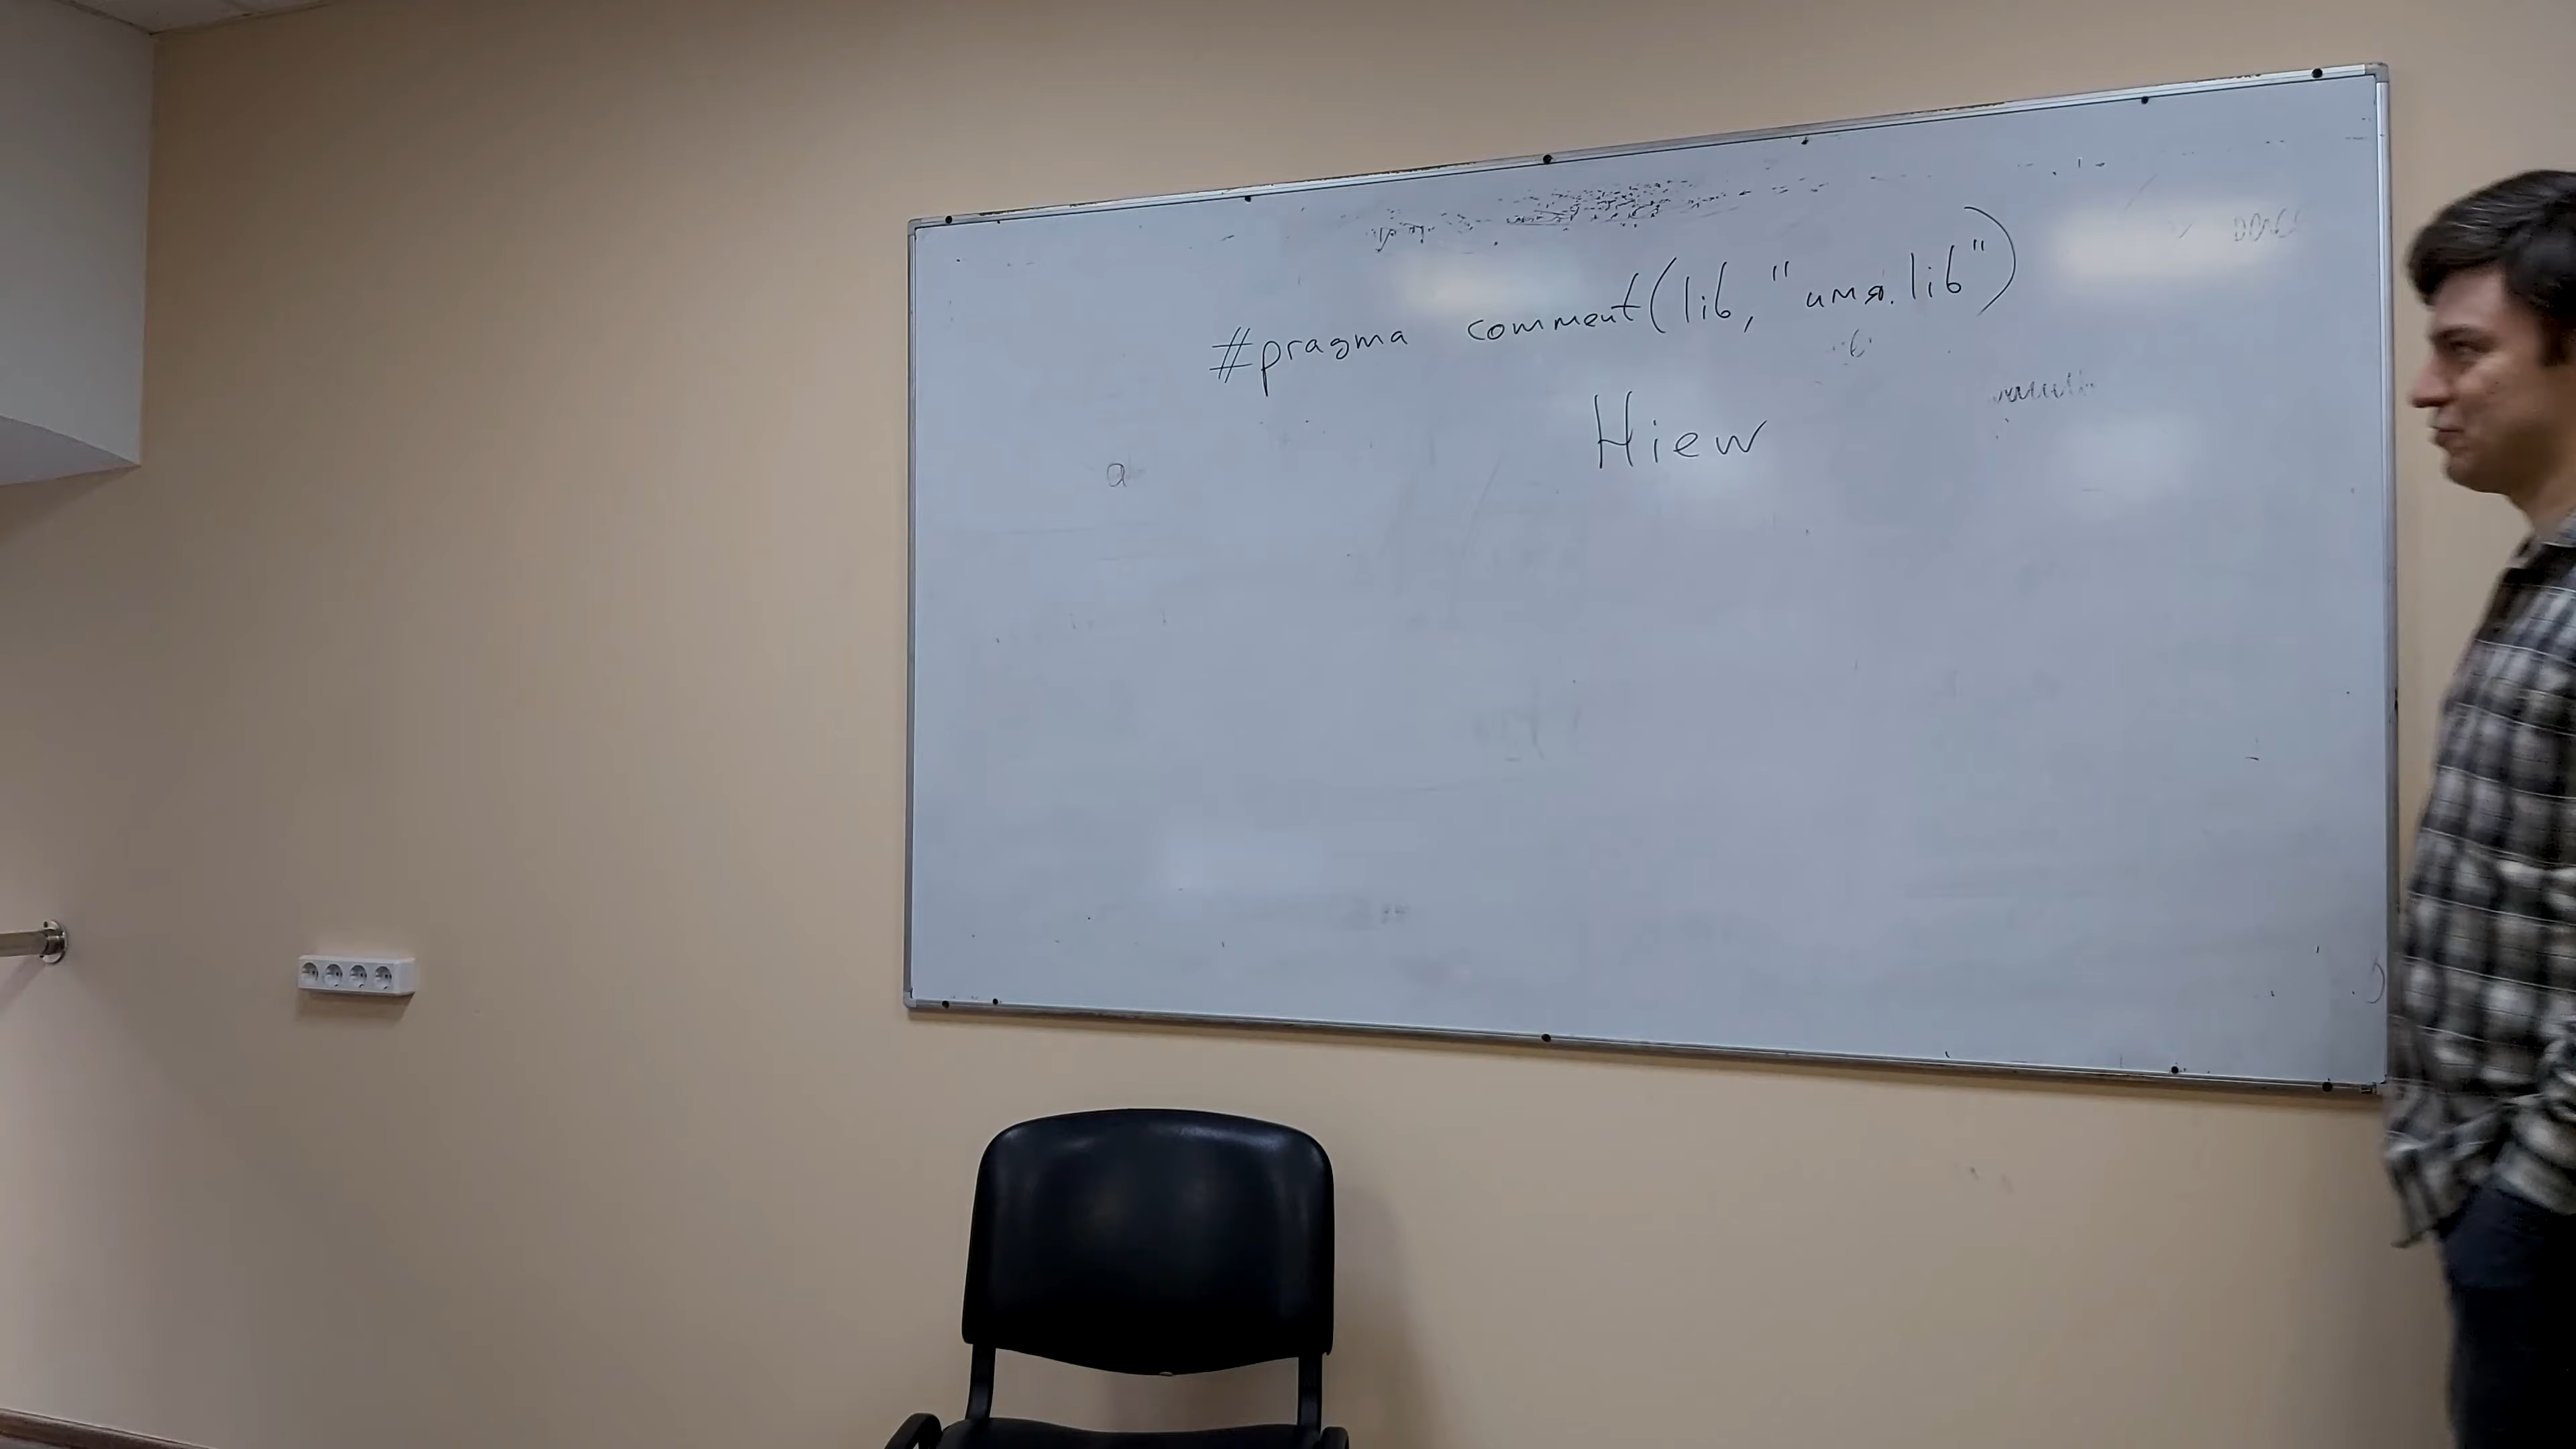 #pragma comment(lib, "имя.lib")
Hiew
a